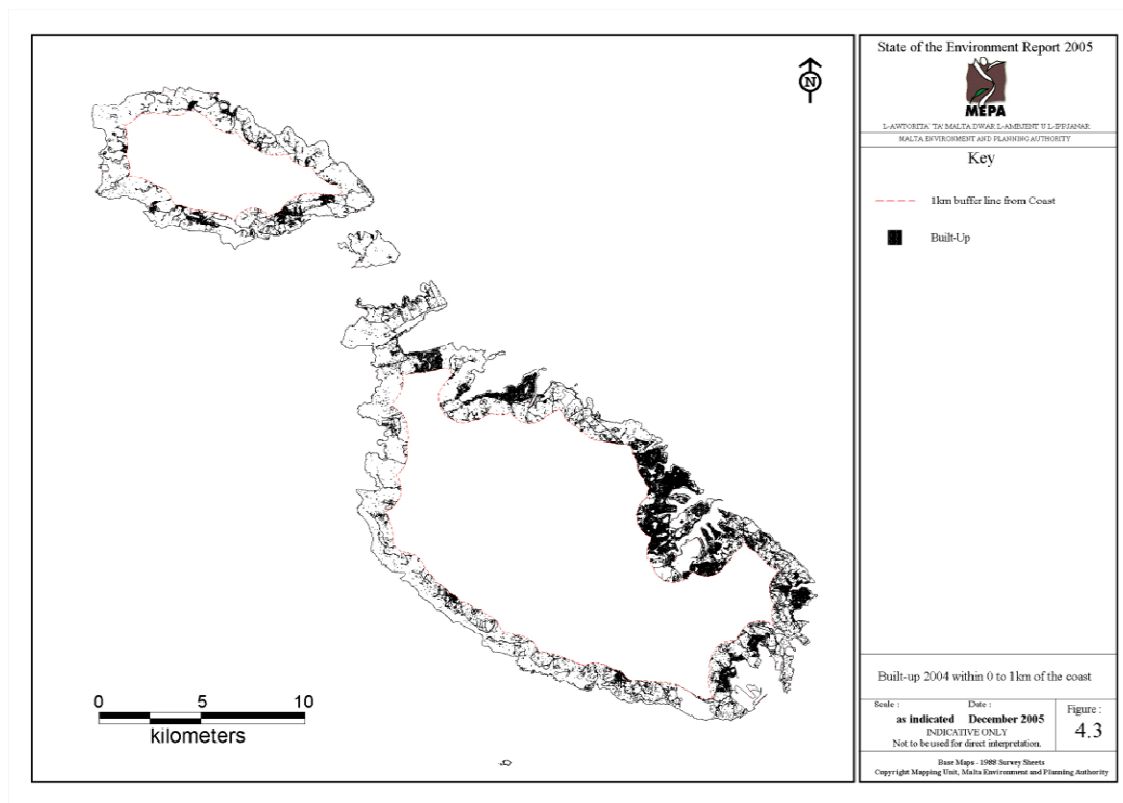 N
0 5 10
kilometers
State of the Environment Report 2005
MEPA
L-AWTORITA' TA' MALTA DWAR L-AMBJENT U L-IPPJANAR
MALTA ENVIRONMENT AND PLANNING AUTHORITY
Key
1km buffer line from Coast
Built-Up
Built-up 2004 within 0 to 1km of the coast
Scale :
as indicated
Date :
December 2005
INDICATIVE ONLY
Not to be used for direct interpretation.
Figure :
4.3
Base Maps - 1988 Survey Sheets
Copyright Mapping Unit, Malta Environment and Planning Authority